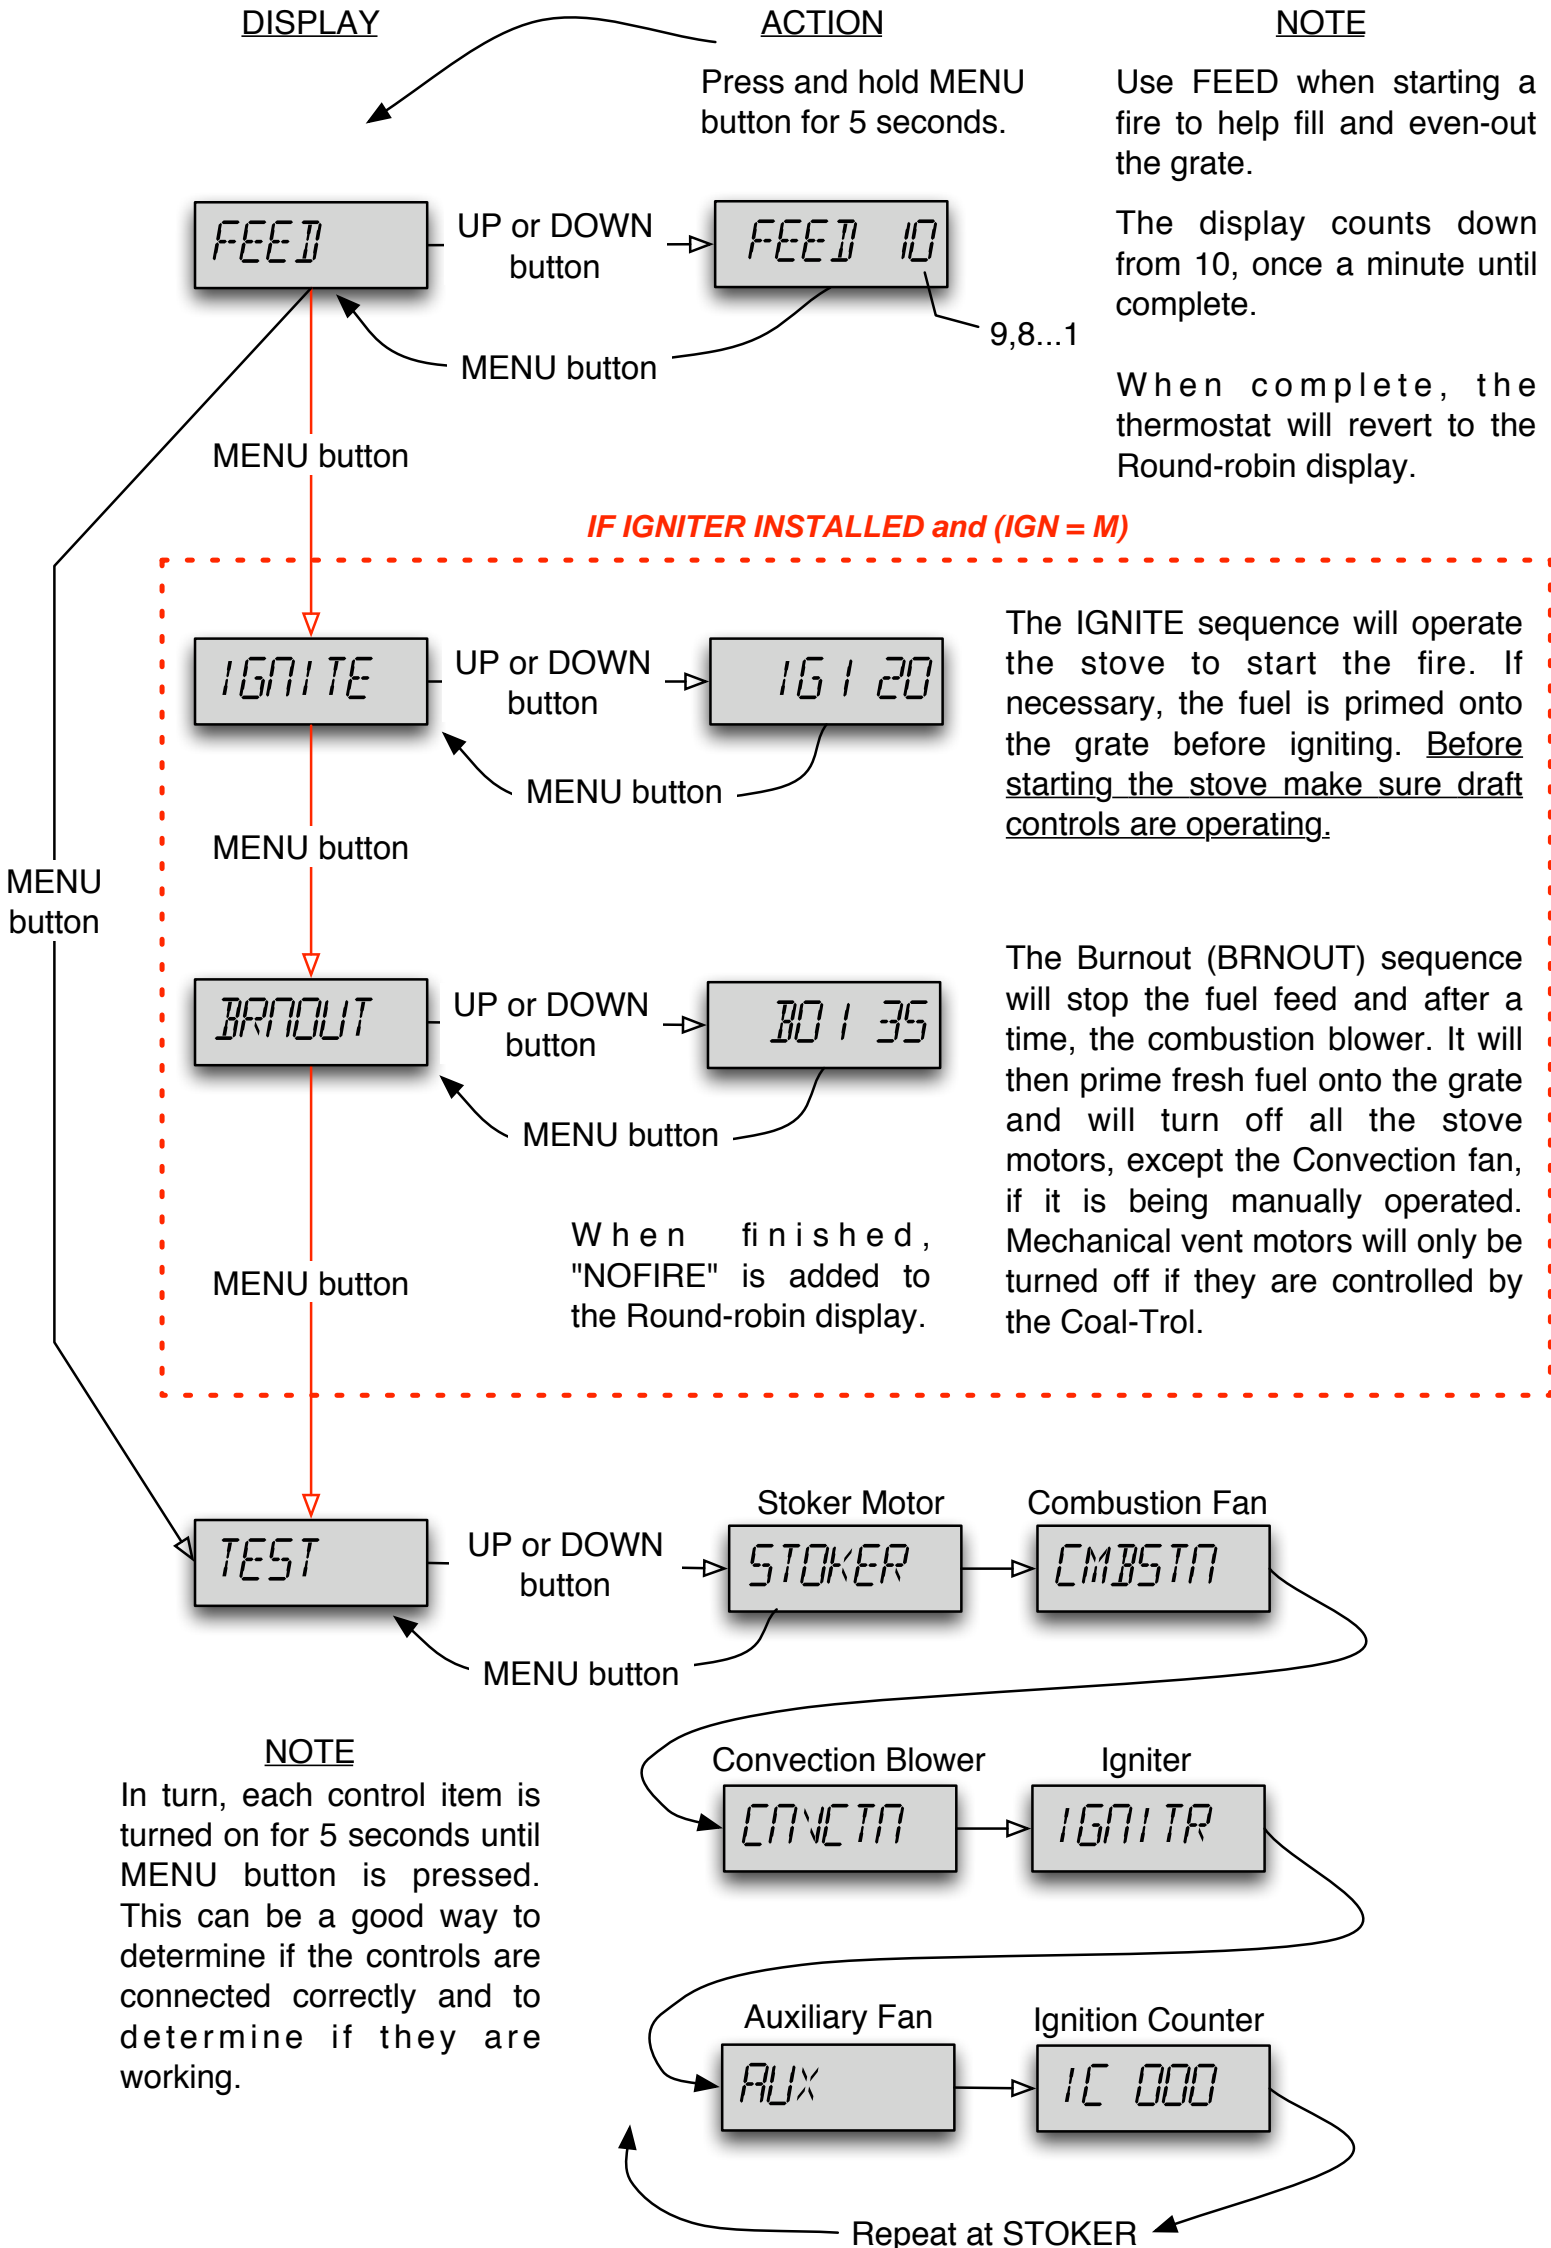 DISPLAY
ACTION
NOTE
Press and hold MENU
button for 5 seconds.
Use FEED when starting a
fire to help fill and even-out
the grate.
The display counts down
from 10, once a minute until
complete.
When complete, the
thermostat will revert to the
Round-robin display.
FEED
UP or DOWN
button
FEED 10
9,8...1
MENU button
MENU button
IF IGNITER INSTALLED and (IGN = M)
IGNITE
UP or DOWN
button
IG1 20
MENU button
The IGNITE sequence will operate
the stove to start the fire. If
necessary, the fuel is primed onto
the grate before igniting. Before
starting the stove make sure draft
controls are operating.
MENU button
MENU
button
BRNOUT
UP or DOWN
button
BO1 35
MENU button
The Burnout (BRNOUT) sequence
will stop the fuel feed and after a
time, the combustion blower. It will
then prime fresh fuel onto the grate
and will turn off all the stove
motors, except the Convection fan,
if it is being manually operated.
Mechanical vent motors will only be
turned off if they are controlled by
the Coal-Trol.
When finished,
"NOFIRE" is added to
the Round-robin display.
MENU button
TEST
UP or DOWN
button
Stoker Motor
STOKER
Combustion Fan
CMBSTN
MENU button
NOTE
In turn, each control item is
turned on for 5 seconds until
MENU button is pressed.
This can be a good way to
determine if the controls are
connected correctly and to
determine if they are
working.
Convection Blower
CNVCTN
Igniter
IGNITR
Auxiliary Fan
AUX
Ignition Counter
IC 000
Repeat at STOKER